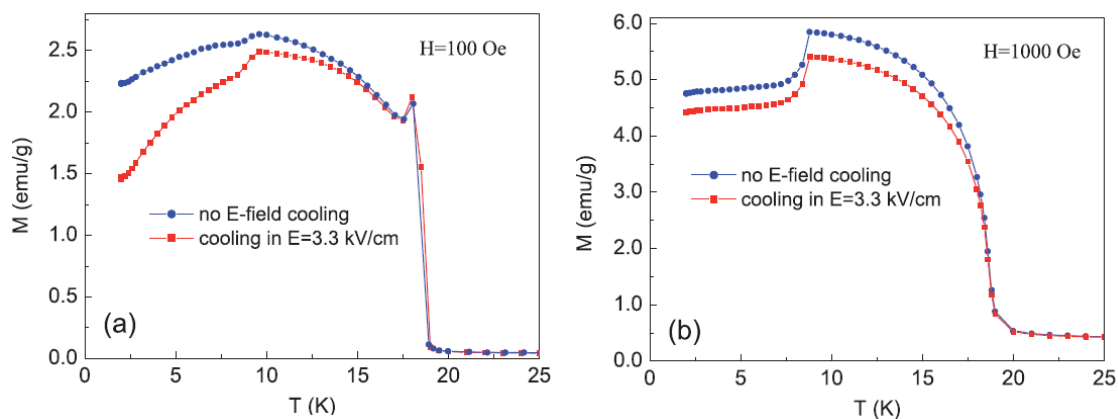 H=100 Oe
2.5
2.0
1.5
1.0
0.5
0.0
M (emu/g)
no E-field cooling
cooling in E=3.3 kV/cm
(a)
0
5
10
15
20
25
T (K)
H=1000 Oe
6.0
5.0
4.0
3.0
2.0
1.0
0.0
M (emu/g)
no E-field cooling
cooling in E=3.3 kV/cm
(b)
0
5
10
15
20
25
T (K)